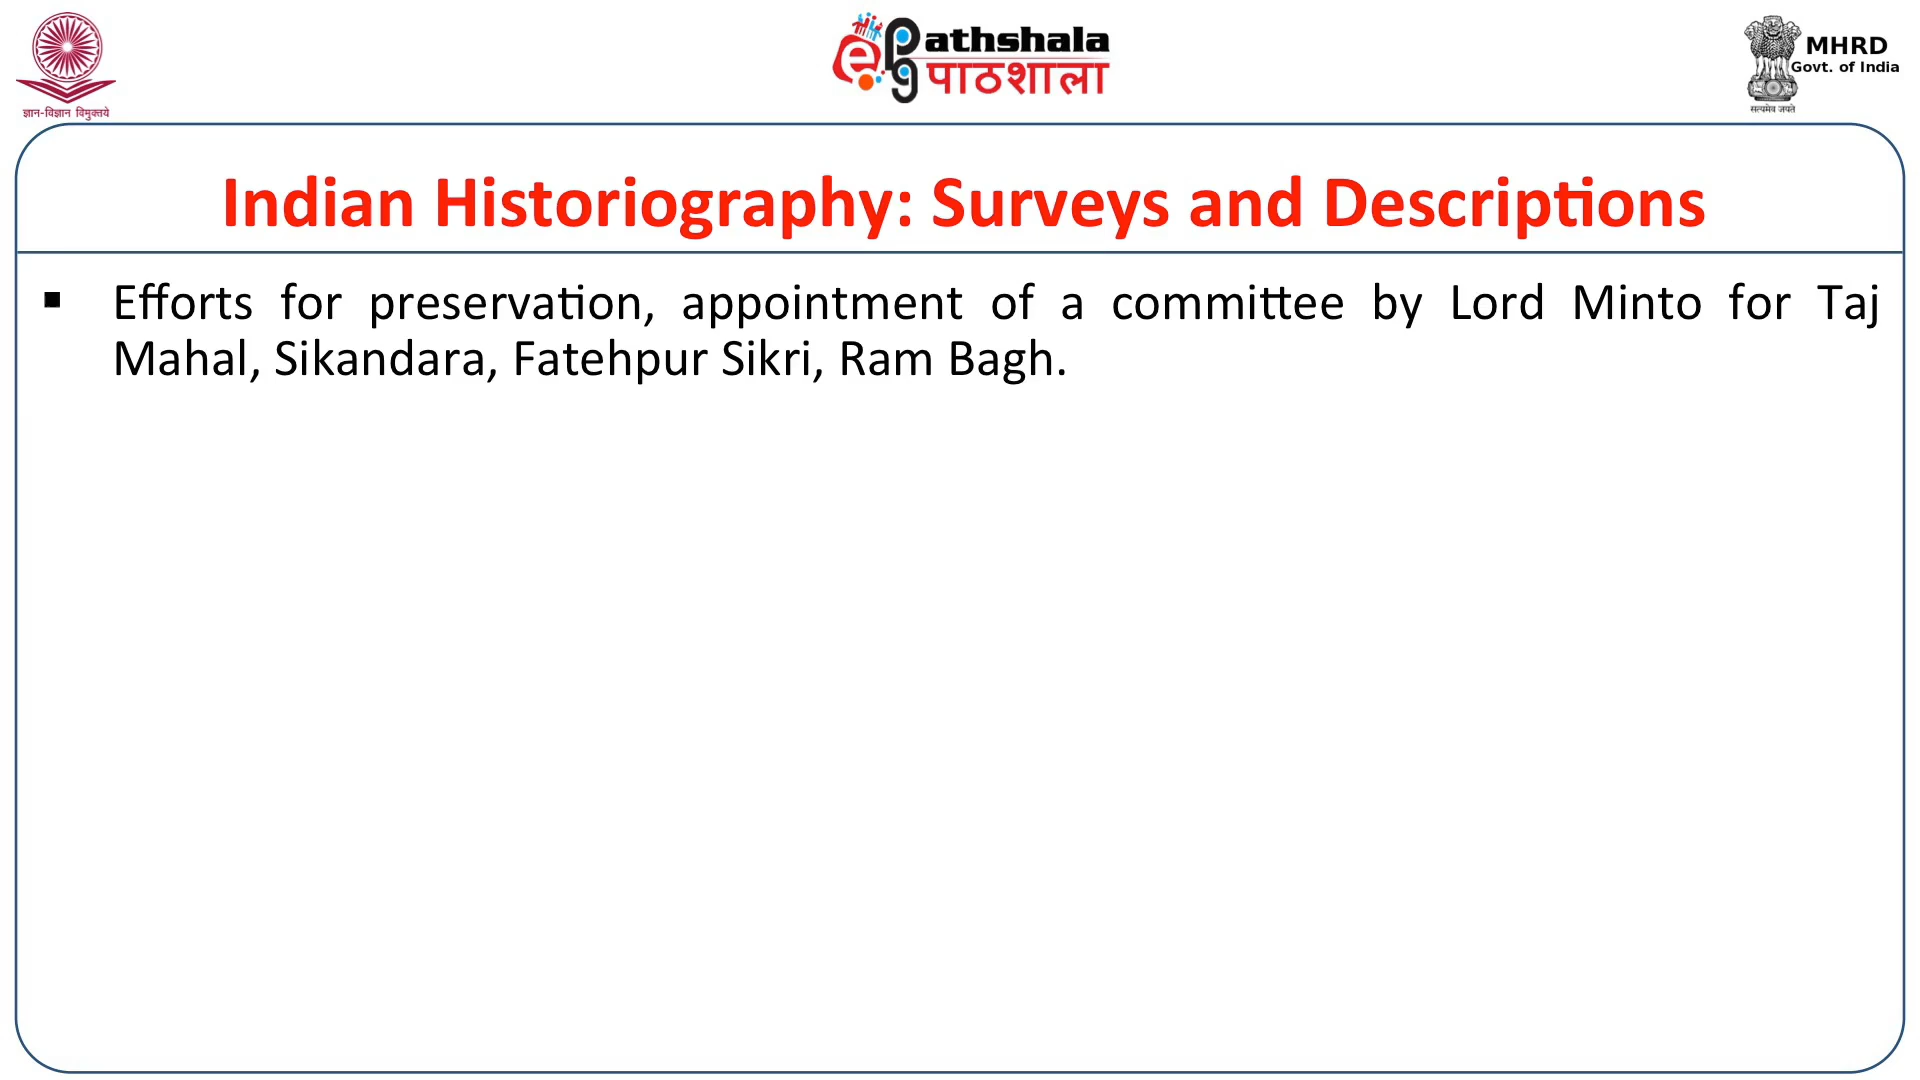 ज्ञान-विज्ञान विमुक्तये
ePG Pathshala
पाठशाला
MHRD
Govt. of India
सत्यमेव जयते
Indian Historiography: Surveys and Descriptions
▪ Efforts for preservation, appointment of a committee by Lord Minto for Taj
Mahal, Sikandara, Fatehpur Sikri, Ram Bagh.